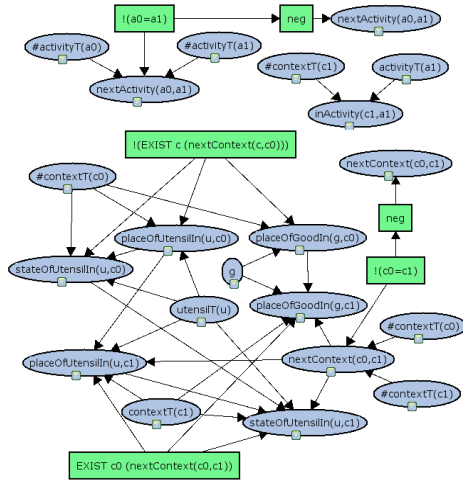 !(a0=a1)
neg
nextActivity(a0,a1)
#activityT(a0)
#activityT(a1)
#contextT(c1)
activityT(a1)
nextActivity(a0,a1)
inActivity(c1,a1)
!(EXIST c (nextContext(c,c0)))
nextContext(c0,c1)
#contextT(c0)
neg
placeOfUtensilIn(u,c0)
placeOfGoodIn(g,c0)
stateOfUtensilIn(u,c0)
g
!(c0=c1)
utensilT(u)
placeOfGoodIn(g,c1)
#contextT(c0)
placeOfUtensilIn(u,c1)
nextContext(c0,c1)
#contextT(c1)
contextT(c1)
stateOfUtensilIn(u,c1)
EXIST c0 (nextContext(c0,c1))